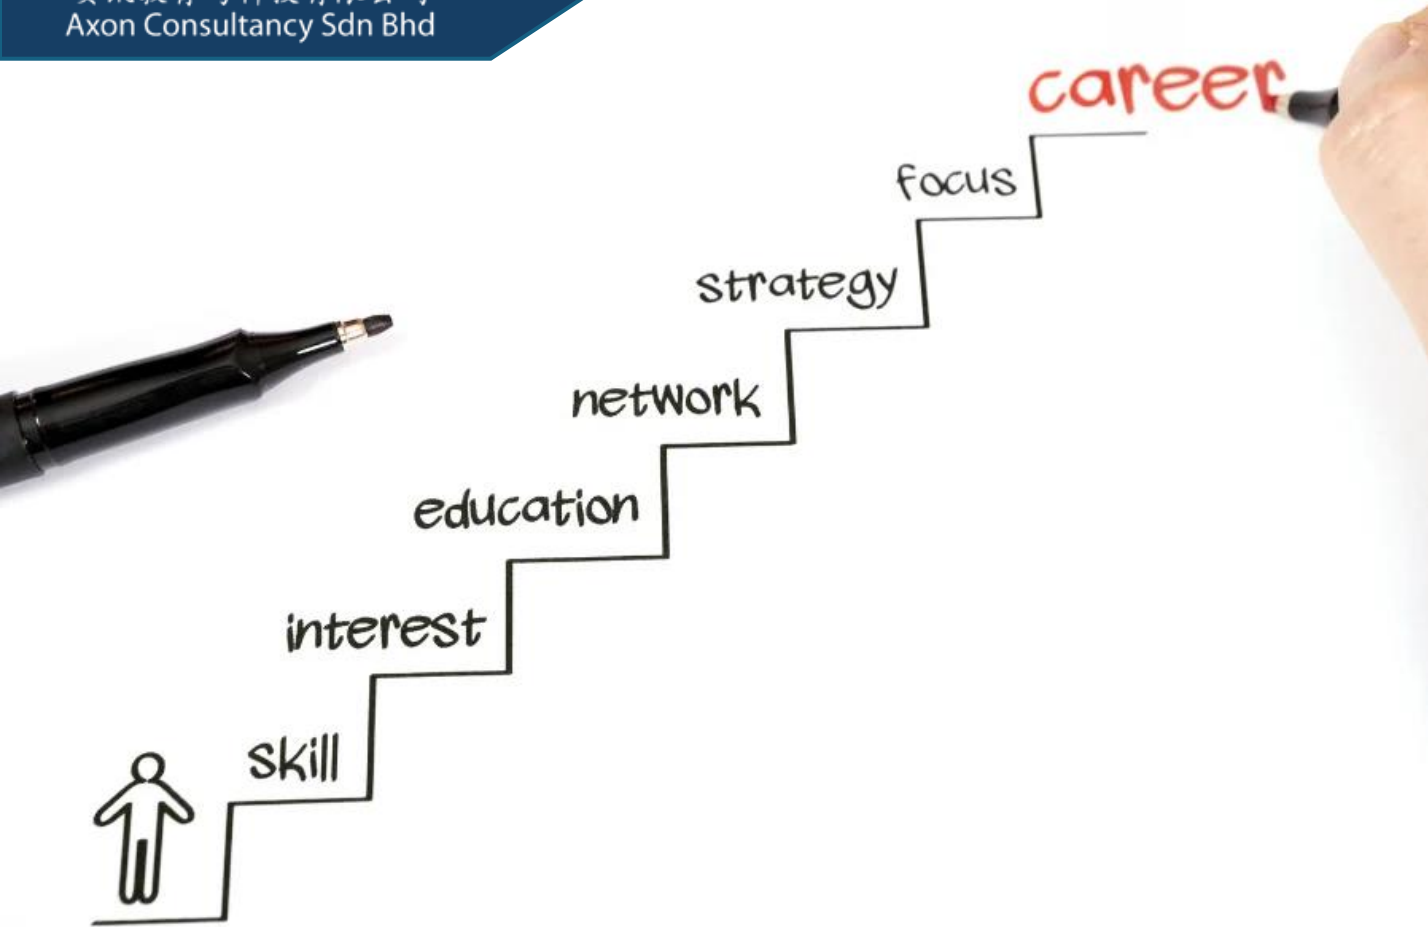 Axon Consultancy Sdn Bhd
career
focus
strategy
network
education
interest
skill